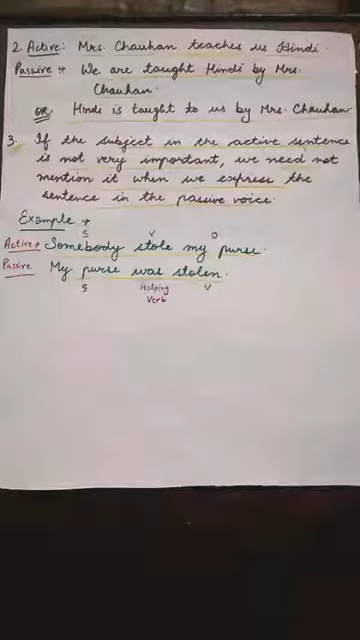 2. Active: Mrs. Chauhan teaches us Hindi.
Passive :→ We are taught Hindi by Mrs.
Chauhan.
OR Hindi is taught to us by Mrs. Chauhan
3. If the subject in the active sentence
is not very important, we need not
mention it when we express the
sentence in the passive voice.
Example →
S V O
Active→ Somebody stole my purse.
Passive My purse was stolen.
S Helping V
Verb